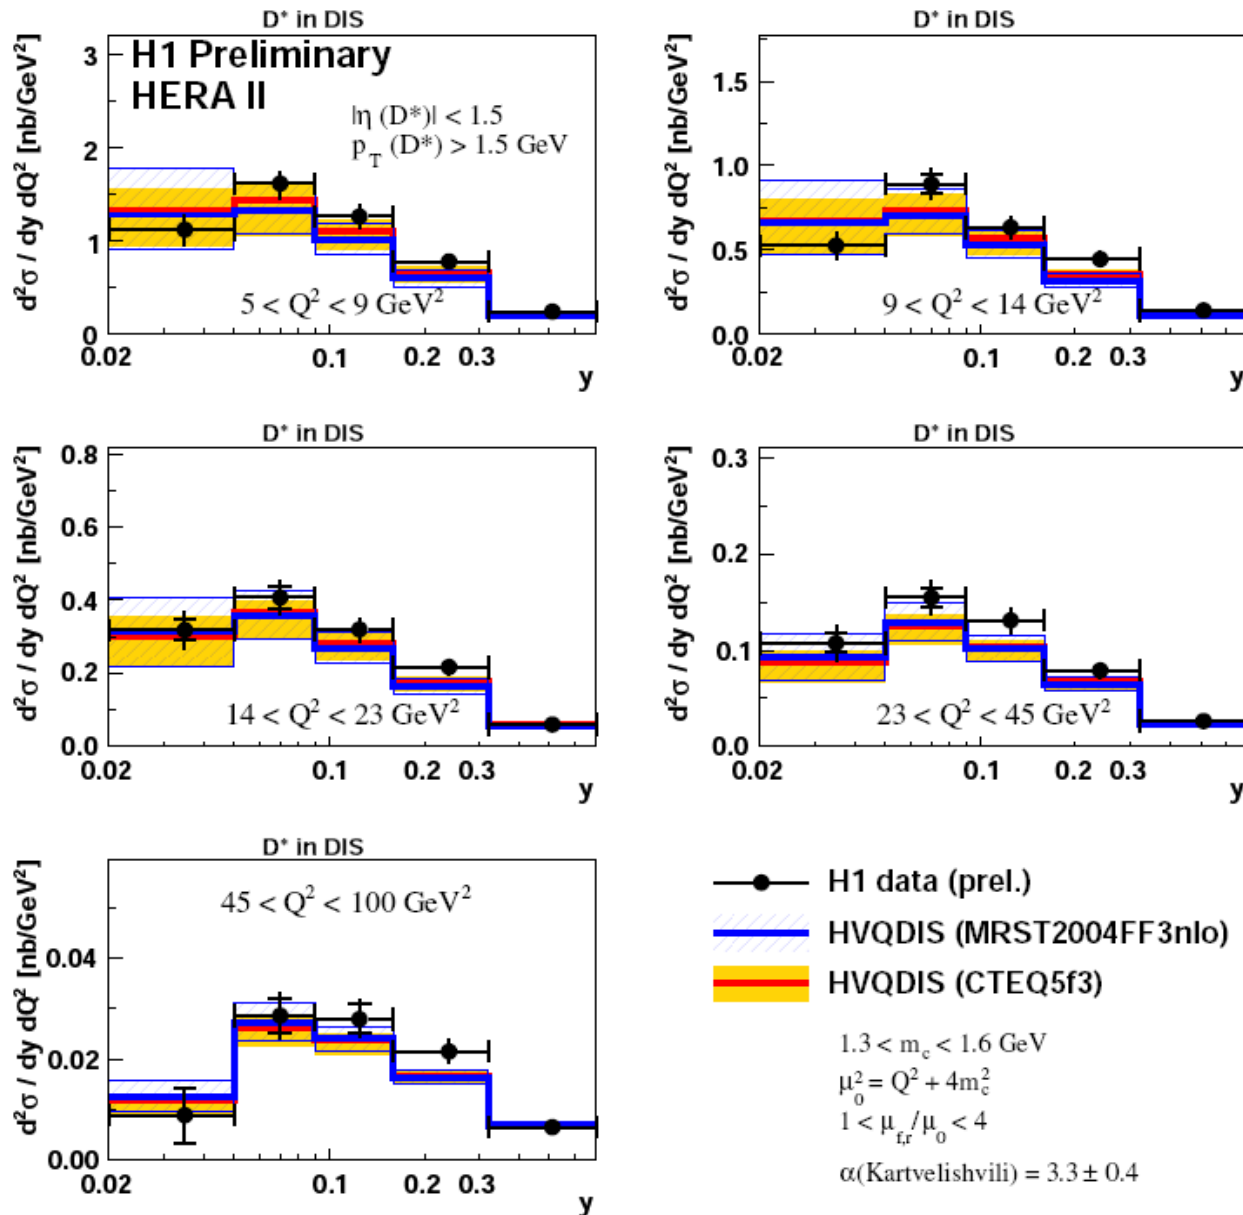 D* in DIS
H1 Preliminary
HERA II
|η (D*)| < 1.5
p_T (D*) > 1.5 GeV
5 < Q² < 9 GeV²
d²σ / dy dQ² [nb/GeV²]
3
2
1
0
0.02 0.1 0.2 0.3
y
D* in DIS
9 < Q² < 14 GeV²
d²σ / dy dQ² [nb/GeV²]
1.5
1.0
0.5
0.0
0.02 0.1 0.2 0.3
y
D* in DIS
14 < Q² < 23 GeV²
d²σ / dy dQ² [nb/GeV²]
0.8
0.6
0.4
0.2
0.0
0.02 0.1 0.2 0.3
y
D* in DIS
23 < Q² < 45 GeV²
d²σ / dy dQ² [nb/GeV²]
0.3
0.2
0.1
0.0
0.02 0.1 0.2 0.3
y
D* in DIS
45 < Q² < 100 GeV²
d²σ / dy dQ² [nb/GeV²]
0.04
0.02
0.00
0.02 0.1 0.2 0.3
y
H1 data (prel.)
HVQDIS (MRST2004FF3nlo)
HVQDIS (CTEQ5f3)
1.3 < m_c < 1.6 GeV
μ₀² = Q² + 4m_c²
1 < μ_f,r/μ₀ < 4
α(Kartvelishvili) = 3.3 ± 0.4